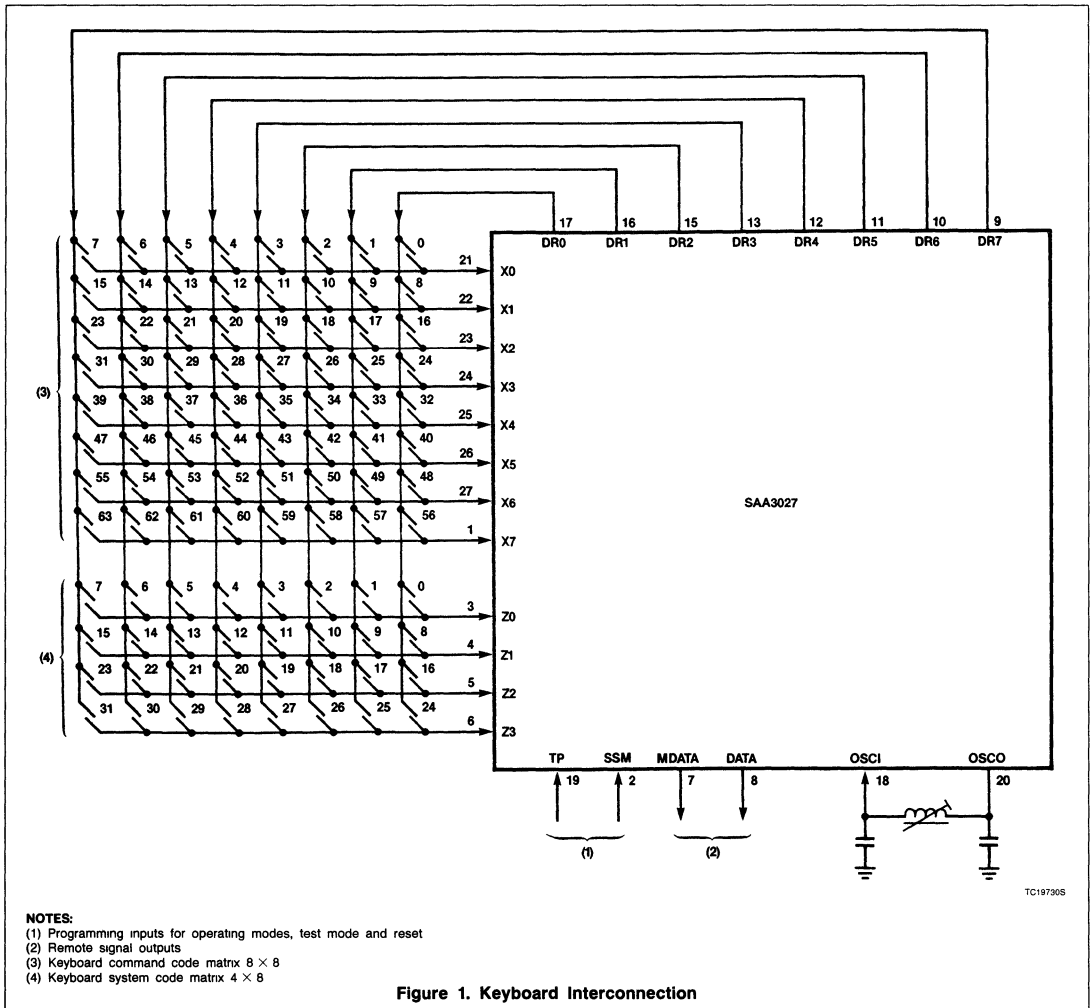 17 16 15 13 12 11 10 9
DR0 DR1 DR2 DR3 DR4 DR5 DR6 DR7
7 6 5 4 3 2 1 0
21 X0
15 14 13 12 11 10 9 8
22 X1
23 22 21 20 19 18 17 16
23 X2
31 30 29 28 27 26 25 24
24 X3
(3)
39 38 37 36 35 34 33 32
25 X4
47 46 45 44 43 42 41 40
26 X5
55 54 53 52 51 50 49 48
27 X6
SAA3027
63 62 61 60 59 58 57 56
1 X7
7 6 5 4 3 2 1 0
3 Z0
15 14 13 12 11 10 9 8
4 Z1
(4)
23 22 21 20 19 18 17 16
5 Z2
31 30 29 28 27 26 25 24
6 Z3
TP SSM MDATA DATA OSCI OSCO
19 2 7 8 18 20
(1) (2)
TC19730S
NOTES:
(1) Programming inputs for operating modes, test mode and reset
(2) Remote signal outputs
(3) Keyboard command code matrix 8 × 8
(4) Keyboard system code matrix 4 × 8
Figure 1. Keyboard Interconnection